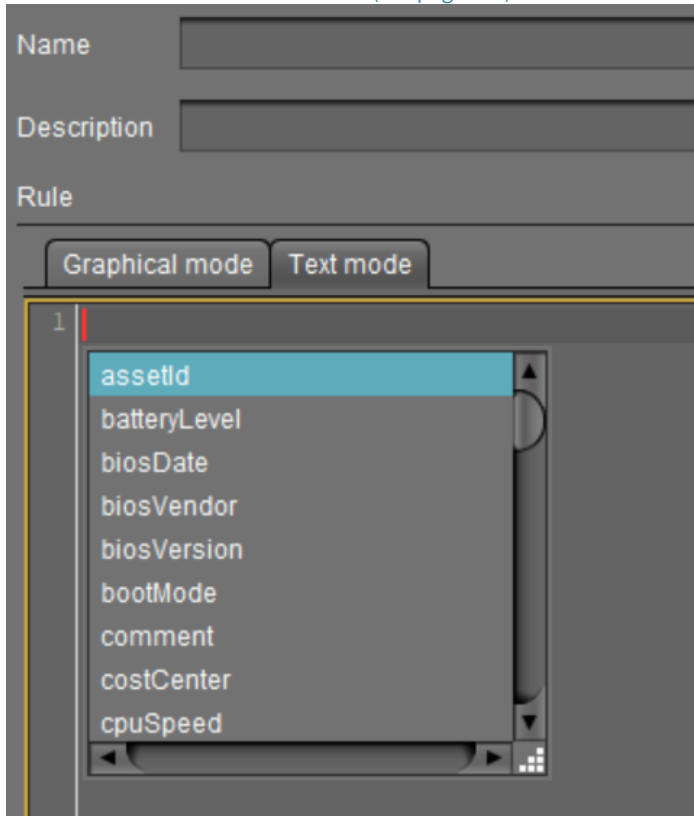 Name
Description
Rule
Graphical mode Text mode
1
assetId
batteryLevel
biosDate
biosVendor
biosVersion
bootMode
comment
costCenter
cpuSpeed